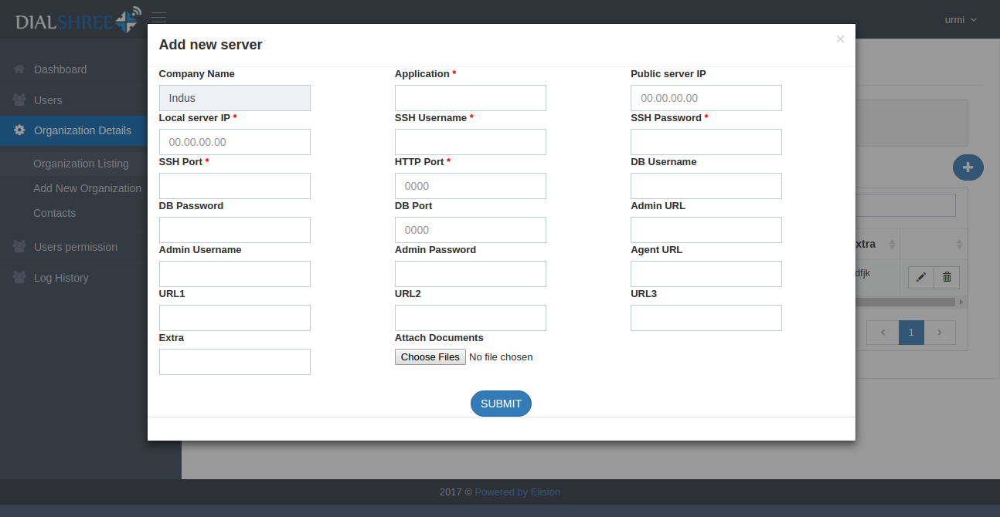 DIALSHREE
urmi
Add new server
×
Dashboard
Users
Organization Details
Organization Listing
Add New Organization
Contacts
Users permission
Log History
Company Name
Application *
Public server IP
Indus
00.00.00.00
Local server IP *
SSH Username *
SSH Password *
00.00.00.00
SSH Port *
HTTP Port *
DB Username
0000
DB Password
DB Port
Admin URL
0000
Admin Username
Admin Password
Agent URL
URL1
URL2
URL3
Extra
Attach Documents
Choose Files No file chosen
SUBMIT
xtra
dfjk
1
2017 © Powered by Elision